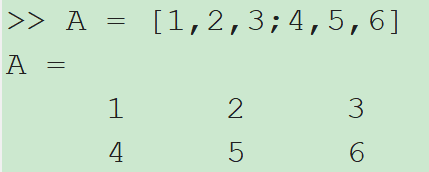 >> A = [1,2,3;4,5,6]
A =
1 2 3
4 5 6